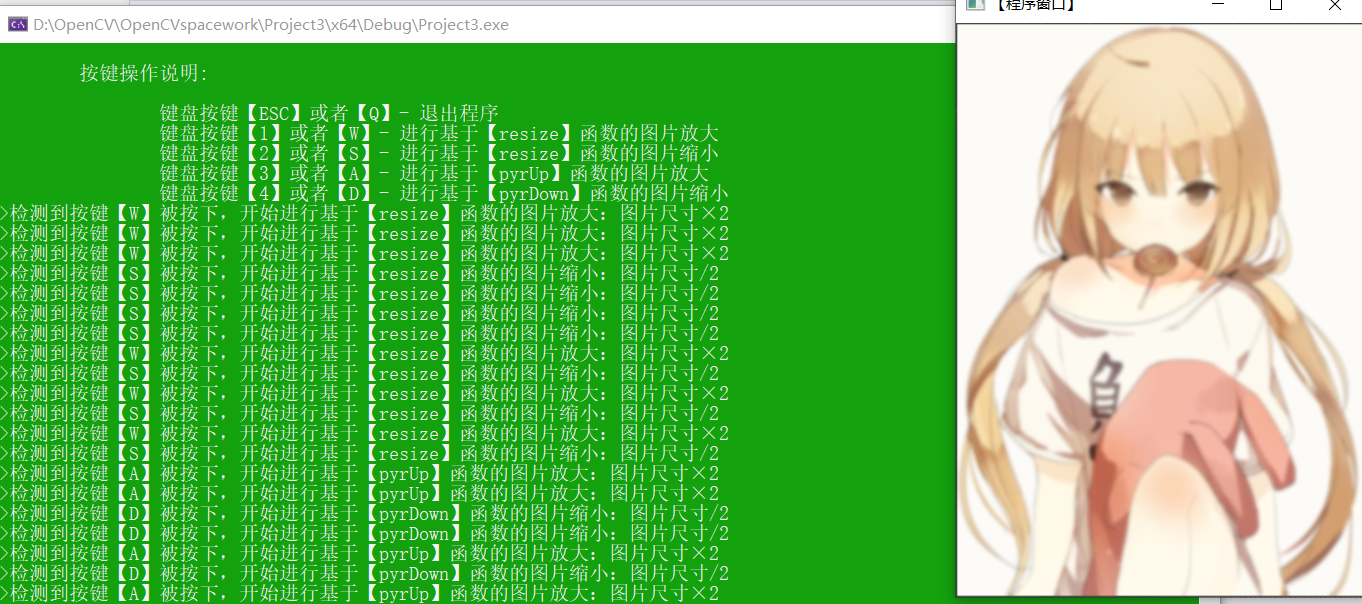 D:\OpenCV\OpenCVspacework\Project3\x64\Debug\Project3.exe
【程序窗口】
按键操作说明:
键盘按键【ESC】或者【Q】- 退出程序
键盘按键【1】或者【W】- 进行基于【resize】函数的图片放大
键盘按键【2】或者【S】- 进行基于【resize】函数的图片缩小
键盘按键【3】或者【A】- 进行基于【pyrUp】函数的图片放大
键盘按键【4】或者【D】- 进行基于【pyrDown】函数的图片缩小
>检测到按键【W】被按下，开始进行基于【resize】函数的图片放大：图片尺寸×2
>检测到按键【W】被按下，开始进行基于【resize】函数的图片放大：图片尺寸×2
>检测到按键【W】被按下，开始进行基于【resize】函数的图片放大：图片尺寸×2
>检测到按键【S】被按下，开始进行基于【resize】函数的图片缩小：图片尺寸/2
>检测到按键【S】被按下，开始进行基于【resize】函数的图片缩小：图片尺寸/2
>检测到按键【S】被按下，开始进行基于【resize】函数的图片缩小：图片尺寸/2
>检测到按键【S】被按下，开始进行基于【resize】函数的图片缩小：图片尺寸/2
>检测到按键【W】被按下，开始进行基于【resize】函数的图片放大：图片尺寸×2
>检测到按键【S】被按下，开始进行基于【resize】函数的图片缩小：图片尺寸/2
>检测到按键【W】被按下，开始进行基于【resize】函数的图片放大：图片尺寸×2
>检测到按键【S】被按下，开始进行基于【resize】函数的图片缩小：图片尺寸/2
>检测到按键【W】被按下，开始进行基于【resize】函数的图片放大：图片尺寸×2
>检测到按键【S】被按下，开始进行基于【resize】函数的图片缩小：图片尺寸/2
>检测到按键【A】被按下，开始进行基于【pyrUp】函数的图片放大：图片尺寸×2
>检测到按键【A】被按下，开始进行基于【pyrUp】函数的图片放大：图片尺寸×2
>检测到按键【D】被按下，开始进行基于【pyrDown】函数的图片缩小：图片尺寸/2
>检测到按键【D】被按下，开始进行基于【pyrDown】函数的图片缩小：图片尺寸/2
>检测到按键【A】被按下，开始进行基于【pyrUp】函数的图片放大：图片尺寸×2
>检测到按键【D】被按下，开始进行基于【pyrDown】函数的图片缩小：图片尺寸/2
>检测到按键【A】被按下，开始进行基于【pyrUp】函数的图片放大：图片尺寸×2